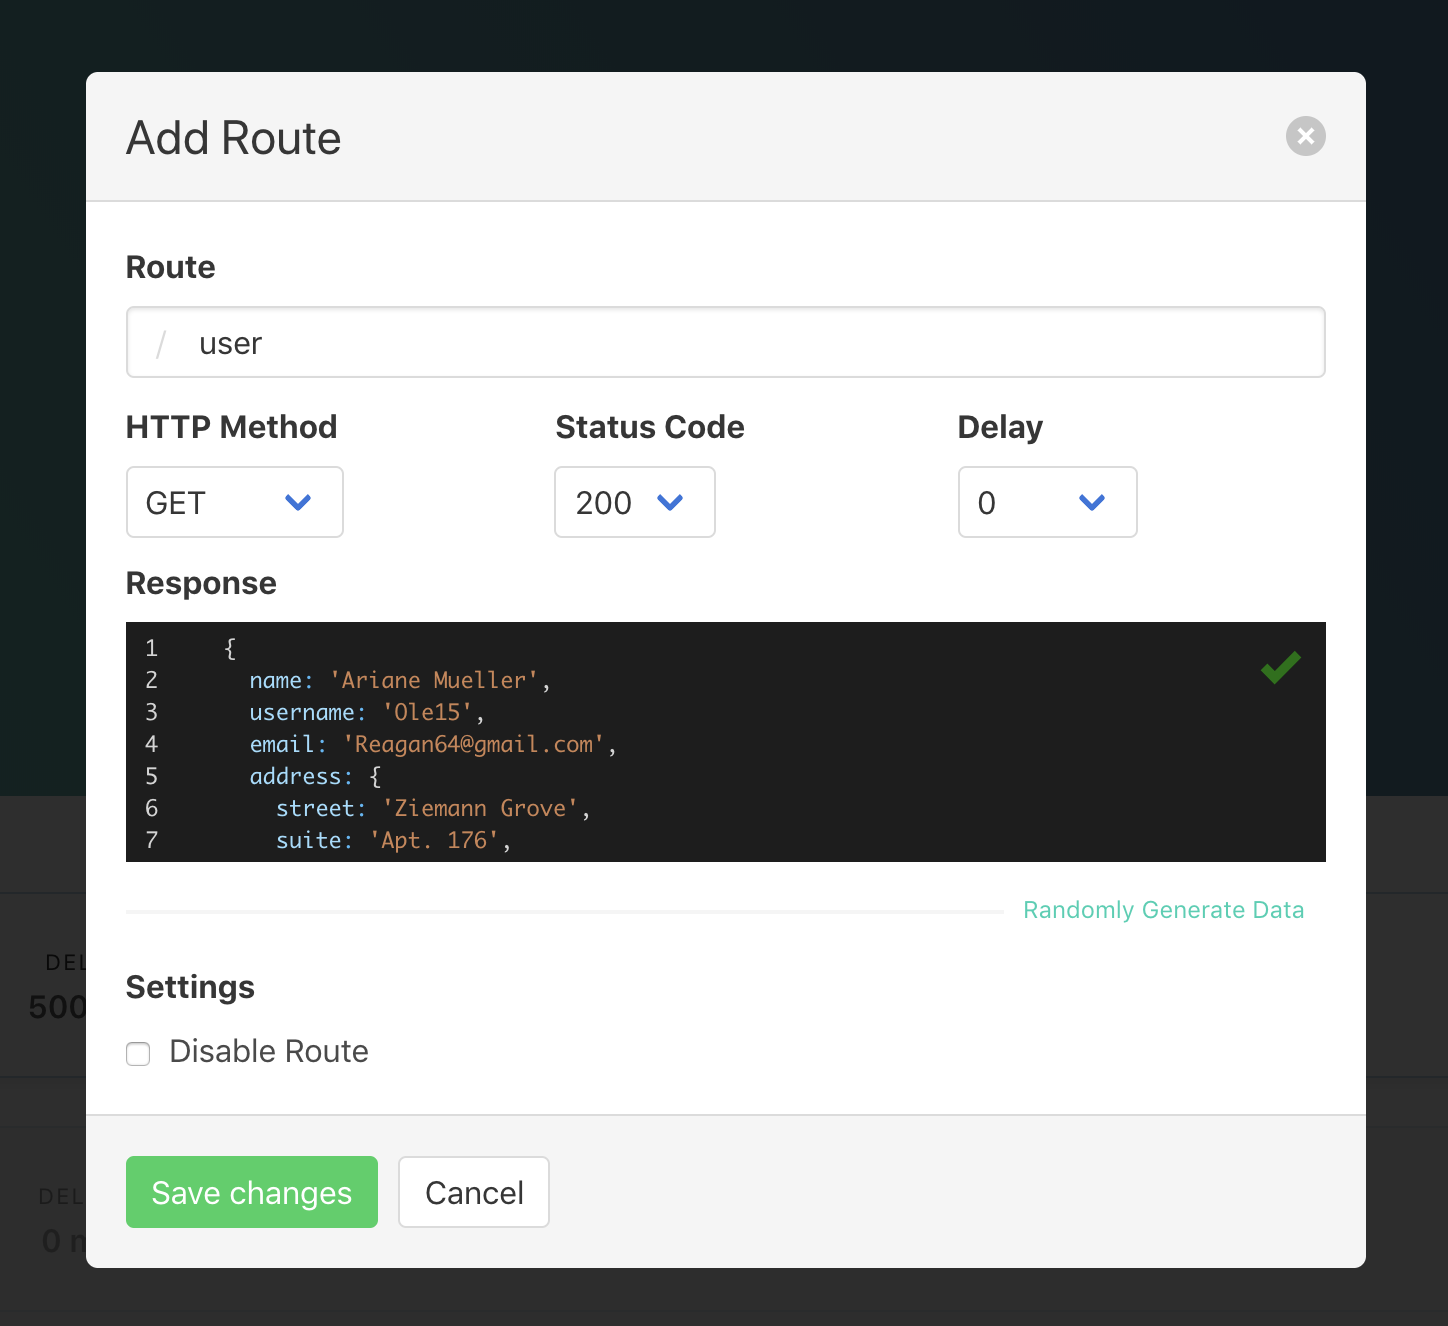 Add Route
Route
/ user
HTTP Method Status Code Delay
GET 200 0
Response
1 {
2 name: 'Ariane Mueller',
3 username: 'Ole15',
4 email: 'Reagan64@gmail.com',
5 address: {
6 street: 'Ziemann Grove',
7 suite: 'Apt. 176',
Randomly Generate Data
DEL
500
Settings
Disable Route
Save changes Cancel
DEL
0